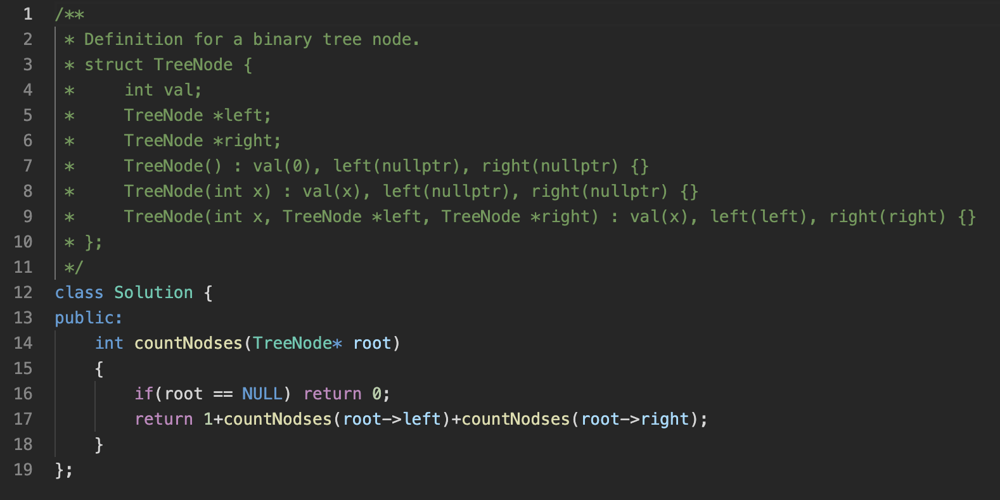 1 /**
2  * Definition for a binary tree node.
3  * struct TreeNode {
4  *     int val;
5  *     TreeNode *left;
6  *     TreeNode *right;
7  *     TreeNode() : val(0), left(nullptr), right(nullptr) {}
8  *     TreeNode(int x) : val(x), left(nullptr), right(nullptr) {}
9  *     TreeNode(int x, TreeNode *left, TreeNode *right) : val(x), left(left), right(right) {}
10  * };
11  */
12 class Solution {
13 public:
14     int countNodses(TreeNode* root)
15     {
16         if(root == NULL) return 0;
17         return 1+countNodses(root->left)+countNodses(root->right);
18     }
19 };